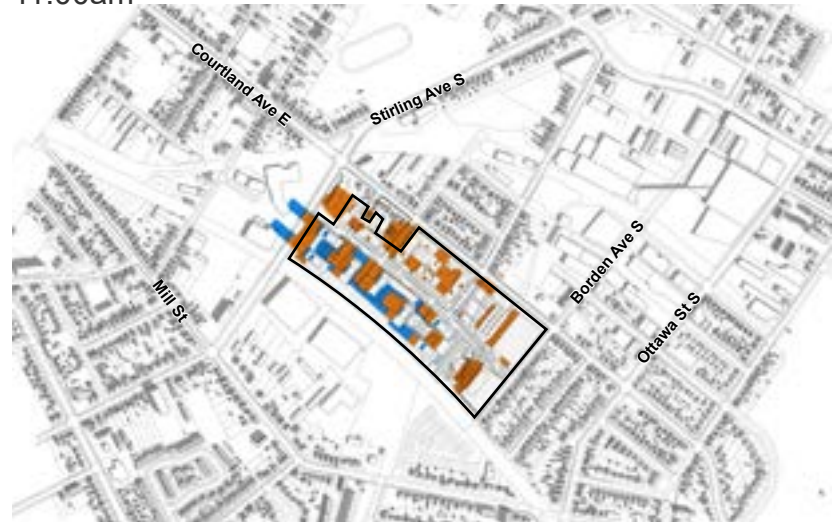 Courtland Ave E
Stirling Ave S
Mill St
Borden Ave S
Ottawa St S